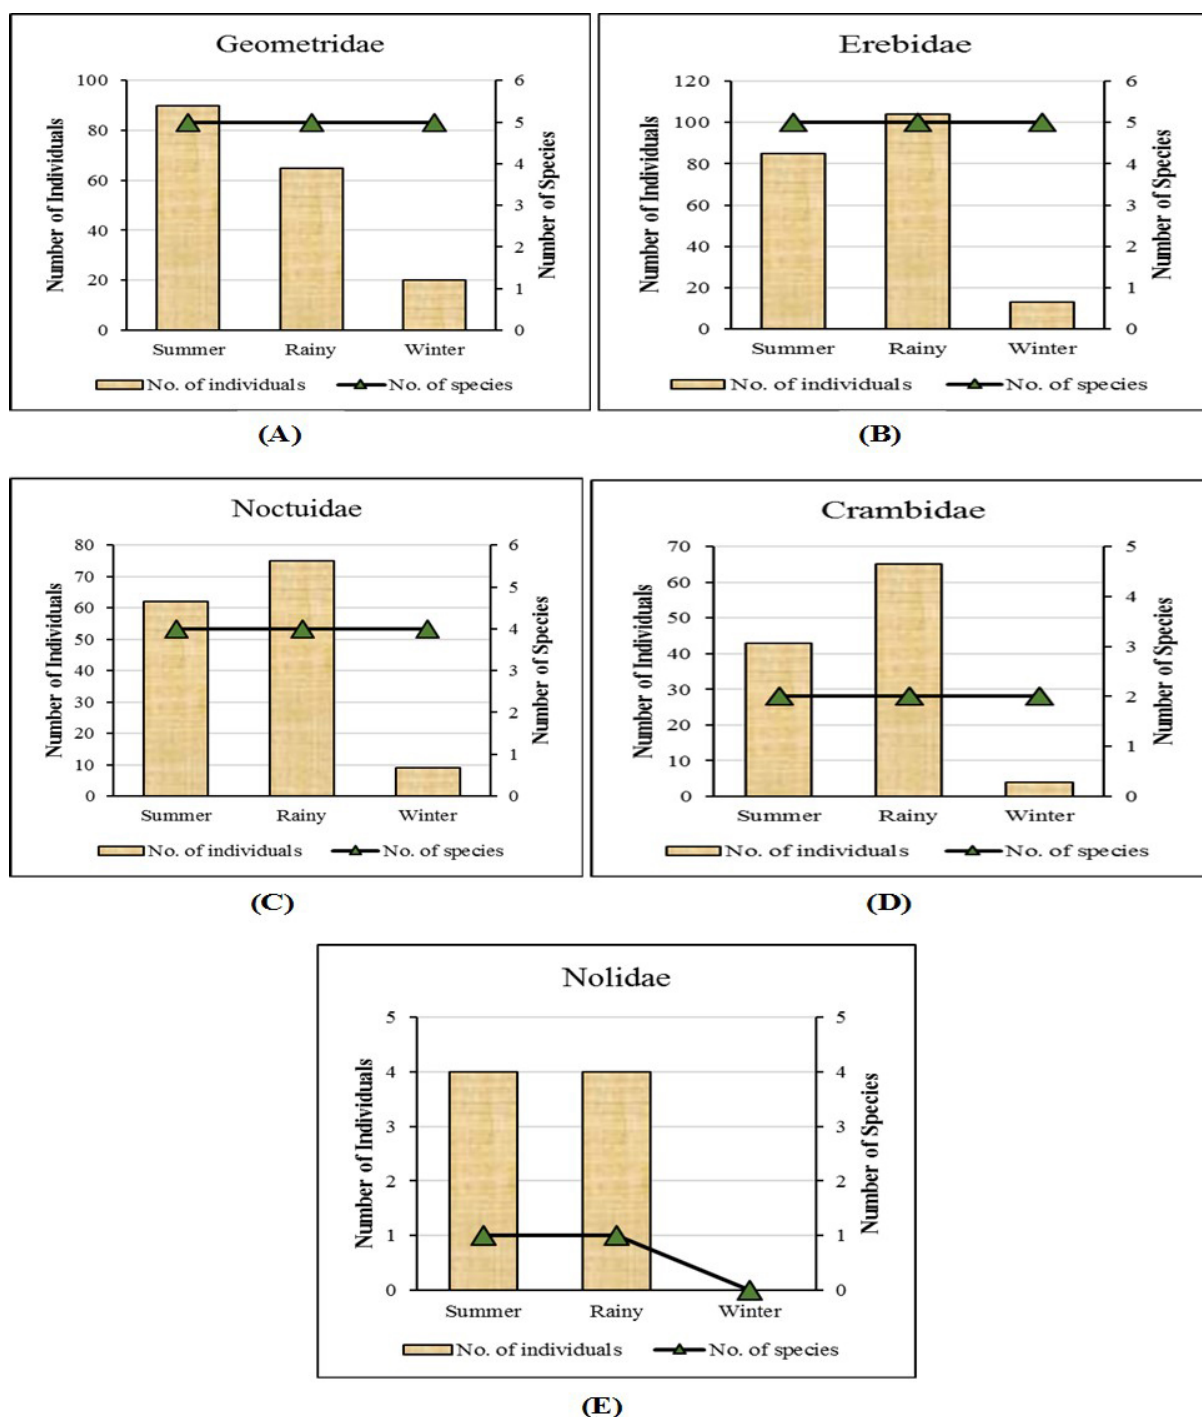 Geometridae
Number of Individuals
100
80
60
40
20
0
6
5
4
3
2
1
0
Number of Species
Summer Rainy Winter
No. of individuals No. of species
(A)
Erebidae
Number of Individuals
120
100
80
60
40
20
0
6
5
4
3
2
1
0
Number of Species
Summer Rainy Winter
No. of individuals No. of species
(B)
Noctuidae
Number of Individuals
80
70
60
50
40
30
20
10
0
6
5
4
3
2
1
0
Number of Species
Summer Rainy Winter
No. of individuals No. of species
(C)
Crambidae
Number of Individuals
70
60
50
40
30
20
10
0
5
4
3
2
1
0
Number of Species
Summer Rainy Winter
No. of individuals No. of species
(D)
Nolidae
Number of Individuals
5
4
3
2
1
0
5
4
3
2
1
0
Number of Species
Summer Rainy Winter
No. of individuals No. of species
(E)